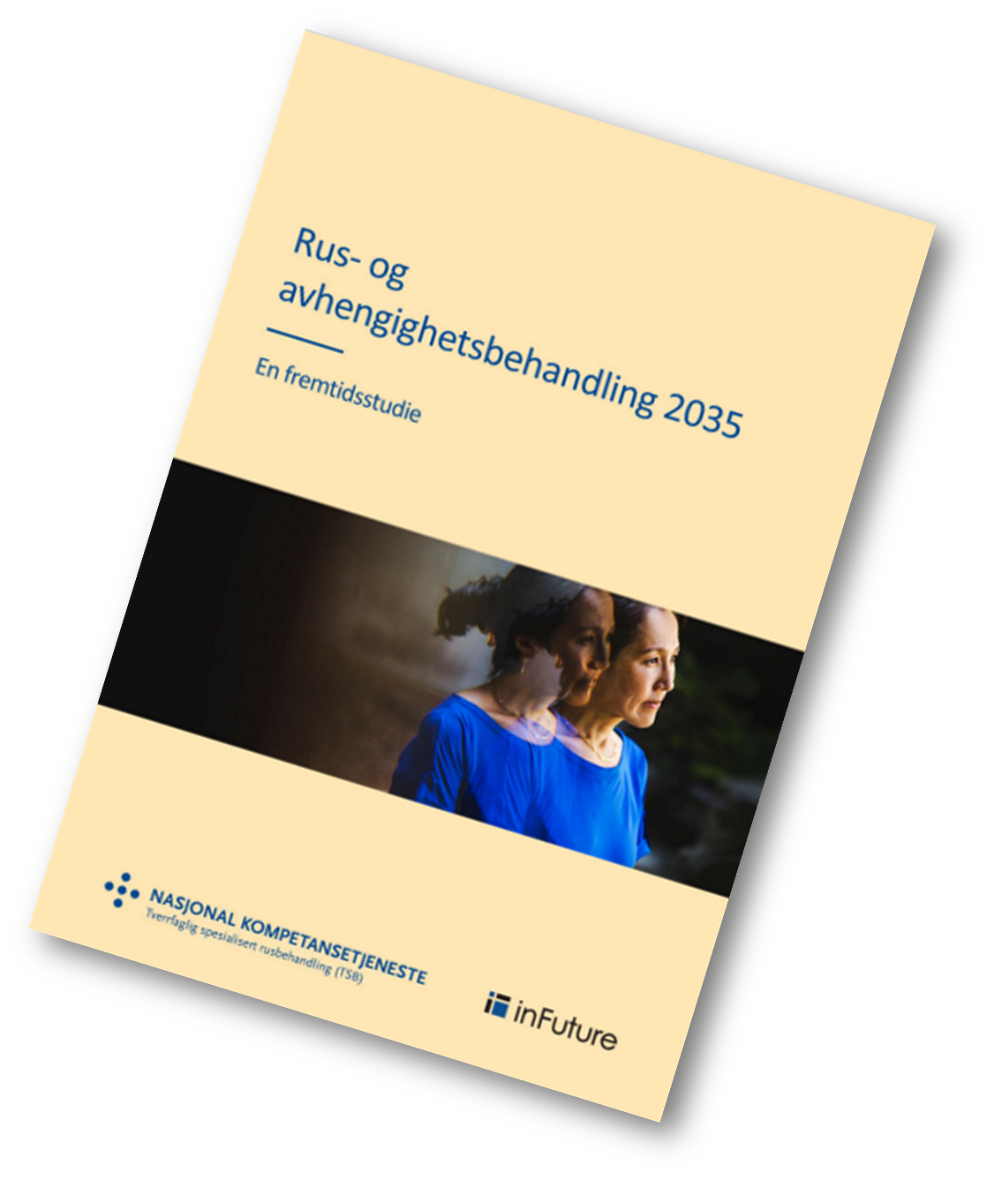 Rus- og
avhengighetsbehandling 2035
En fremtidsstudie
NASJONAL KOMPETANSETJENESTE
Tverrfaglig spesialisert rusbehandling (TSB)
inFuture